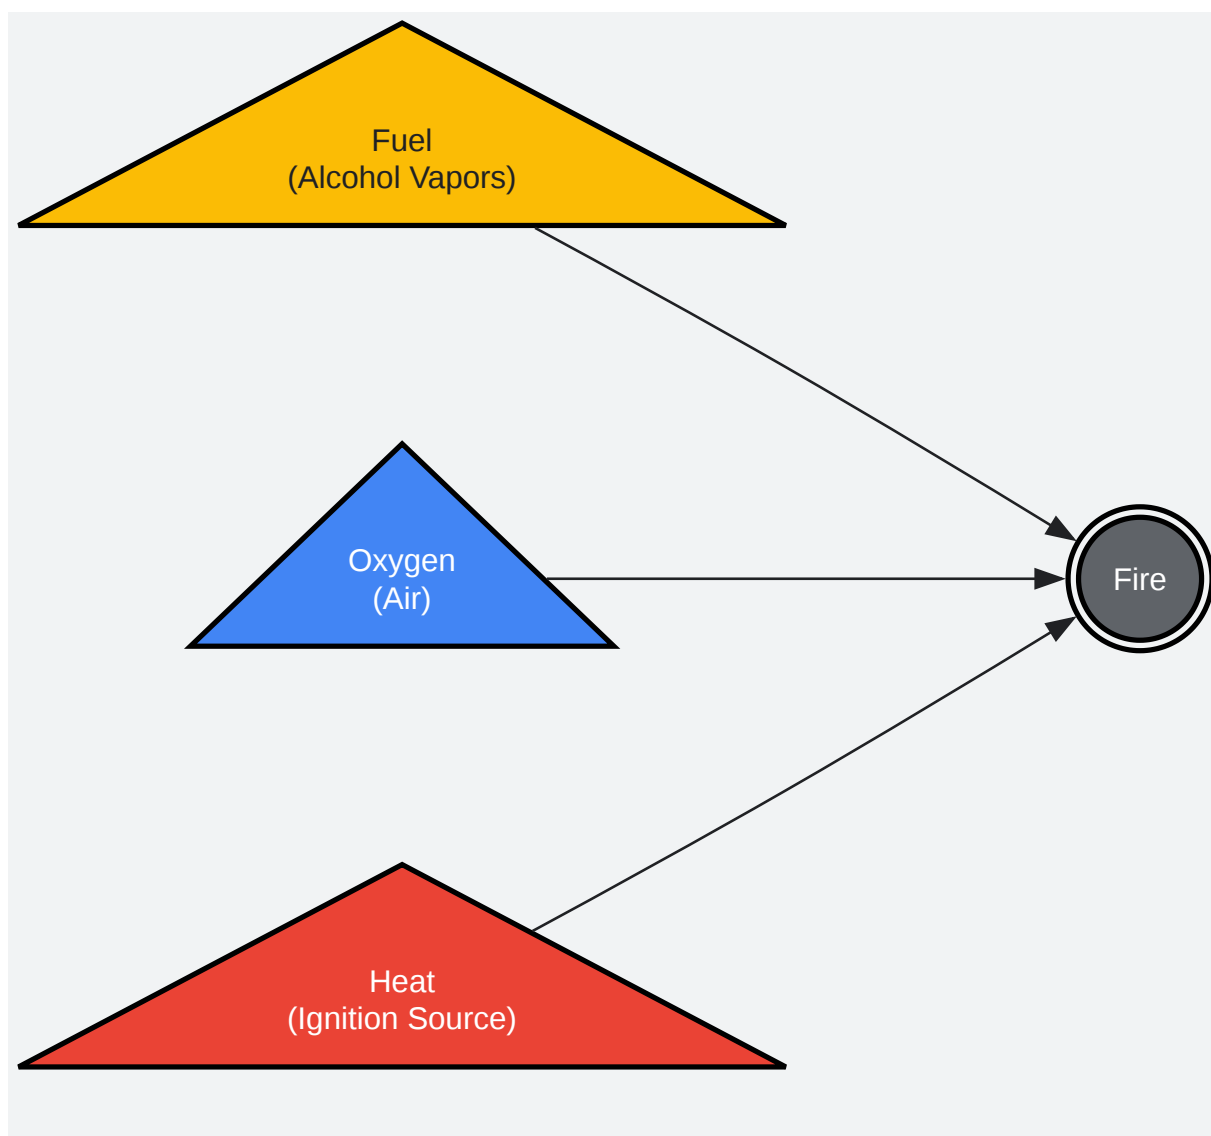 Fuel
(Alcohol Vapors)
Oxygen
(Air)
Fire
Heat
(Ignition Source)